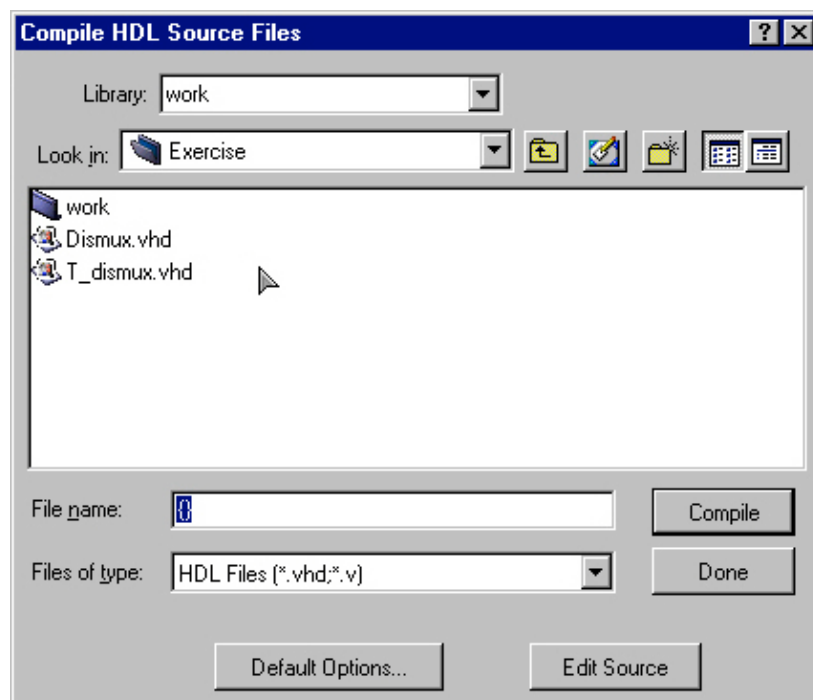 Compile HDL Source Files
Library: work
Look in: Exercise
work
Dismux.vhd
T_dismux.vhd
File name: {}
Compile
Files of type: HDL Files (*.vhd;*.v)
Done
Default Options...
Edit Source